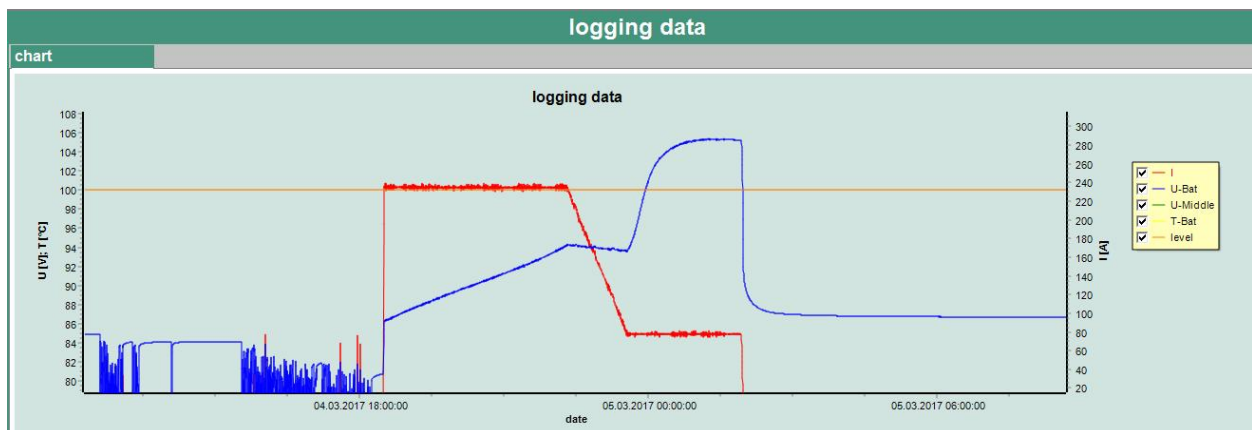 logging data
chart
logging data
108
106
104
102
100
98
96
94
92
90
88
86
84
82
80
U [V]; T [°C]
300
280
260
240
220
200
180
160
140
120
100
80
60
40
20
I [A]
I
U-Bat
U-Middle
T-Bat
level
04.03.2017 18:00:00 05.03.2017 00:00:00 05.03.2017 06:00:00
date